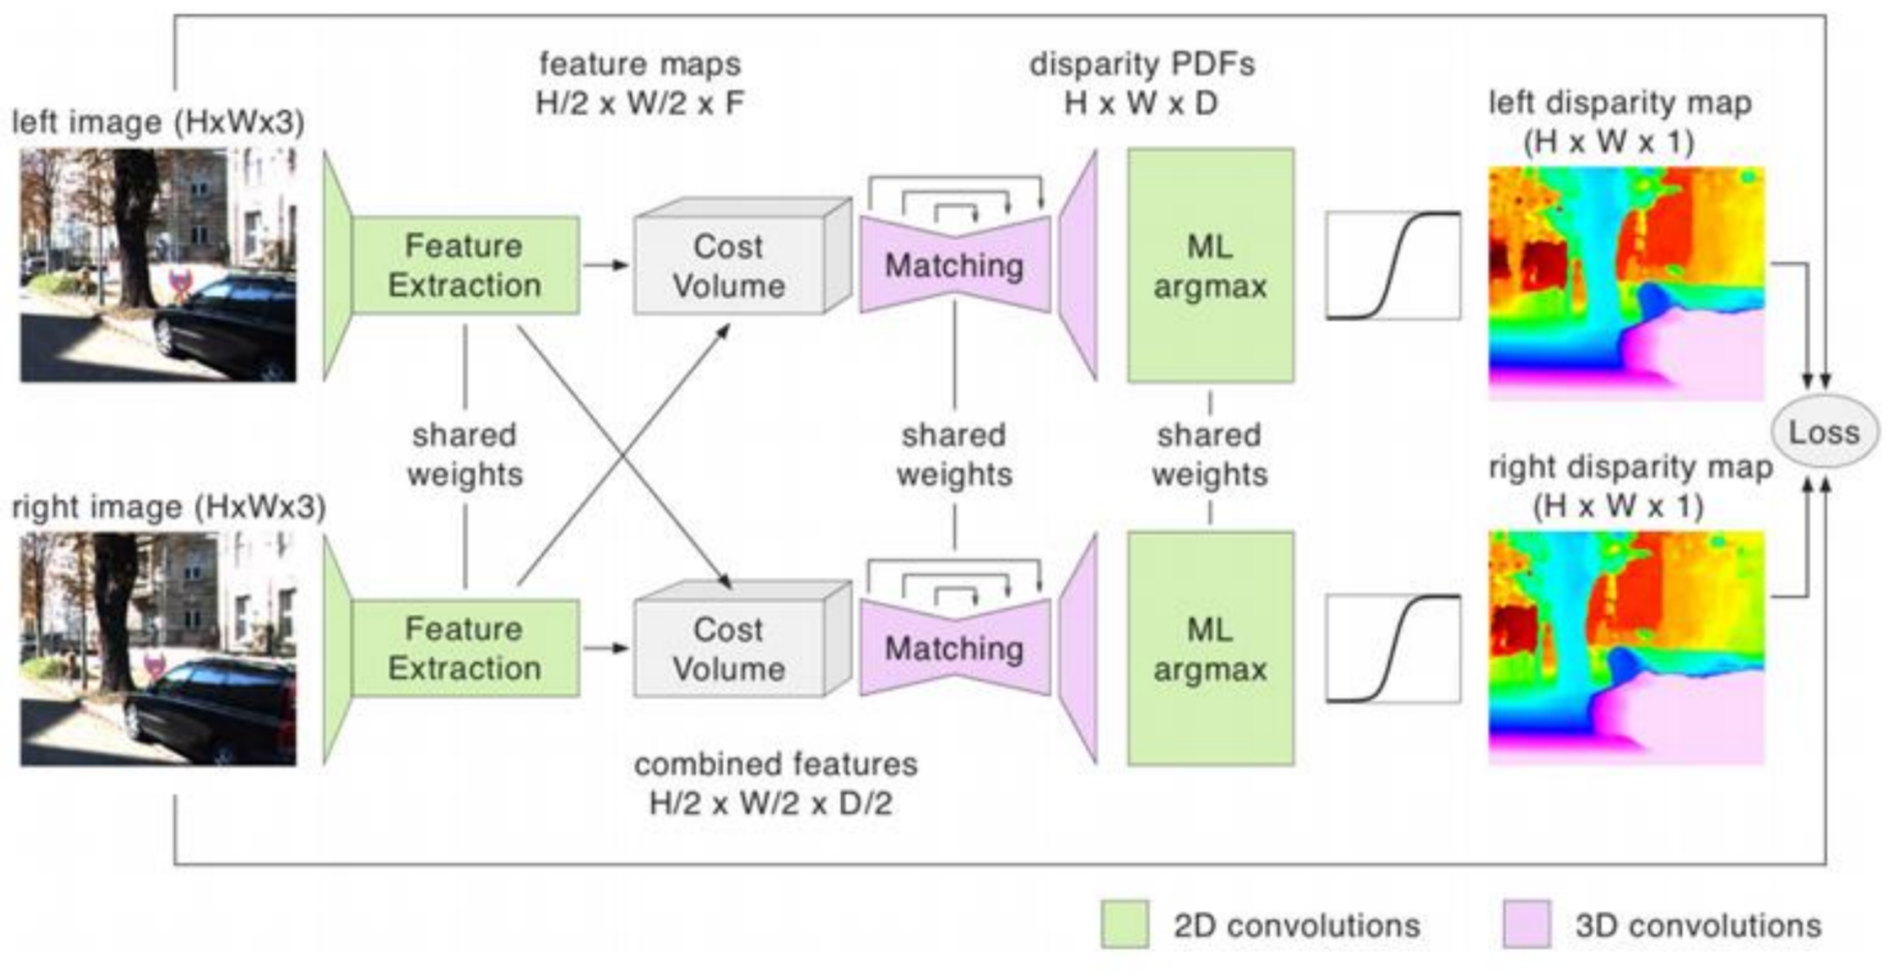 feature maps
H/2 x W/2 x F
disparity PDFs
H x W x D
left disparity map
(H x W x 1)
left image (HxWx3)
Feature
Extraction
Cost
Volume
Matching
ML
argmax
shared
weights
shared
weights
shared
weights
Loss
right disparity map
(H x W x 1)
right image (HxWx3)
Feature
Extraction
Cost
Volume
Matching
ML
argmax
combined features
H/2 x W/2 x D/2
2D convolutions
3D convolutions